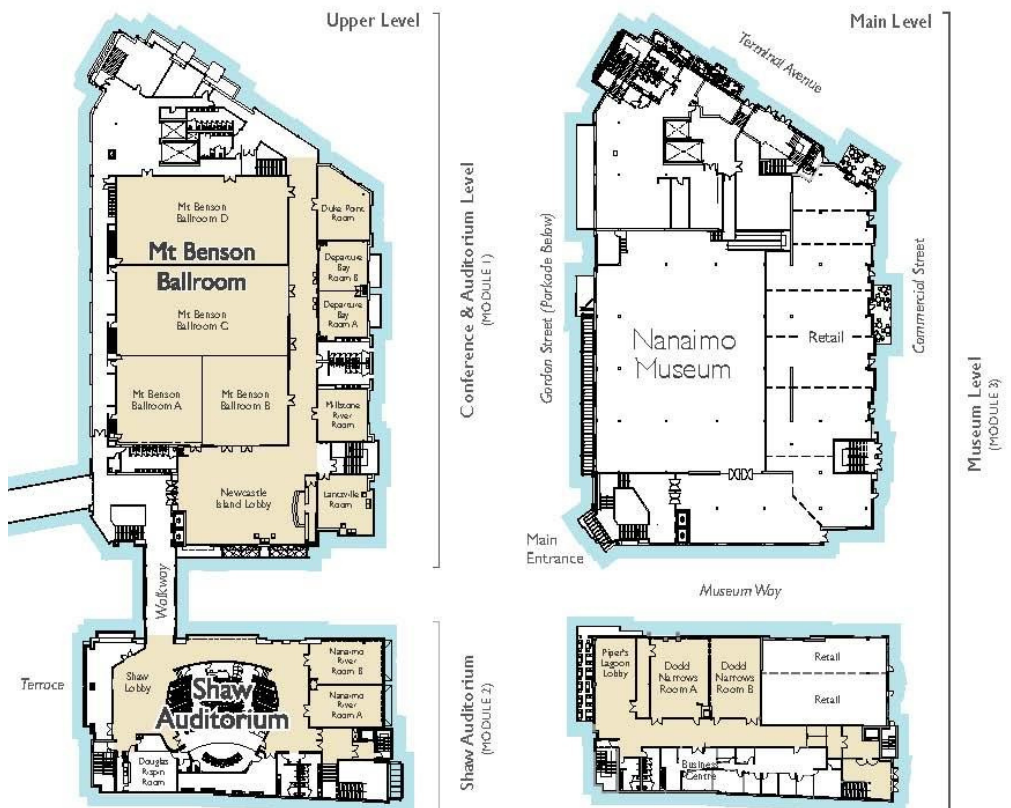 Upper Level
Mt Benson
Ballroom D
Mt Benson
Ballroom
Mt Benson
Ballroom C
Mt Benson
Ballroom A
Mt Benson
Ballroom B
Duke Point
Room
Departure
Bay
Room B
Departure
Bay
Room A
Millstone
River
Room
Newcastle
Island Lobby
Lantzville
Room
Conference & Auditorium Level
(MODULE 1)
Walkway
Terrace
Shaw
Lobby
Shaw
Auditorium
Nanaimo
River
Room B
Nanaimo
River
Room A
Douglas
Rispin
Room
Shaw Auditorium
(MODULE 2)
Main Level
Terminal Avenue
Gordon Street (Parkade Below)
Nanaimo
Museum
Retail
Commercial Street
Main
Entrance
Museum Way
Museum Level
(MODULE 3)
Piper's
Lagoon
Lobby
Dodd
Narrows
Room A
Dodd
Narrows
Room B
Retail
Retail
Business
Centre